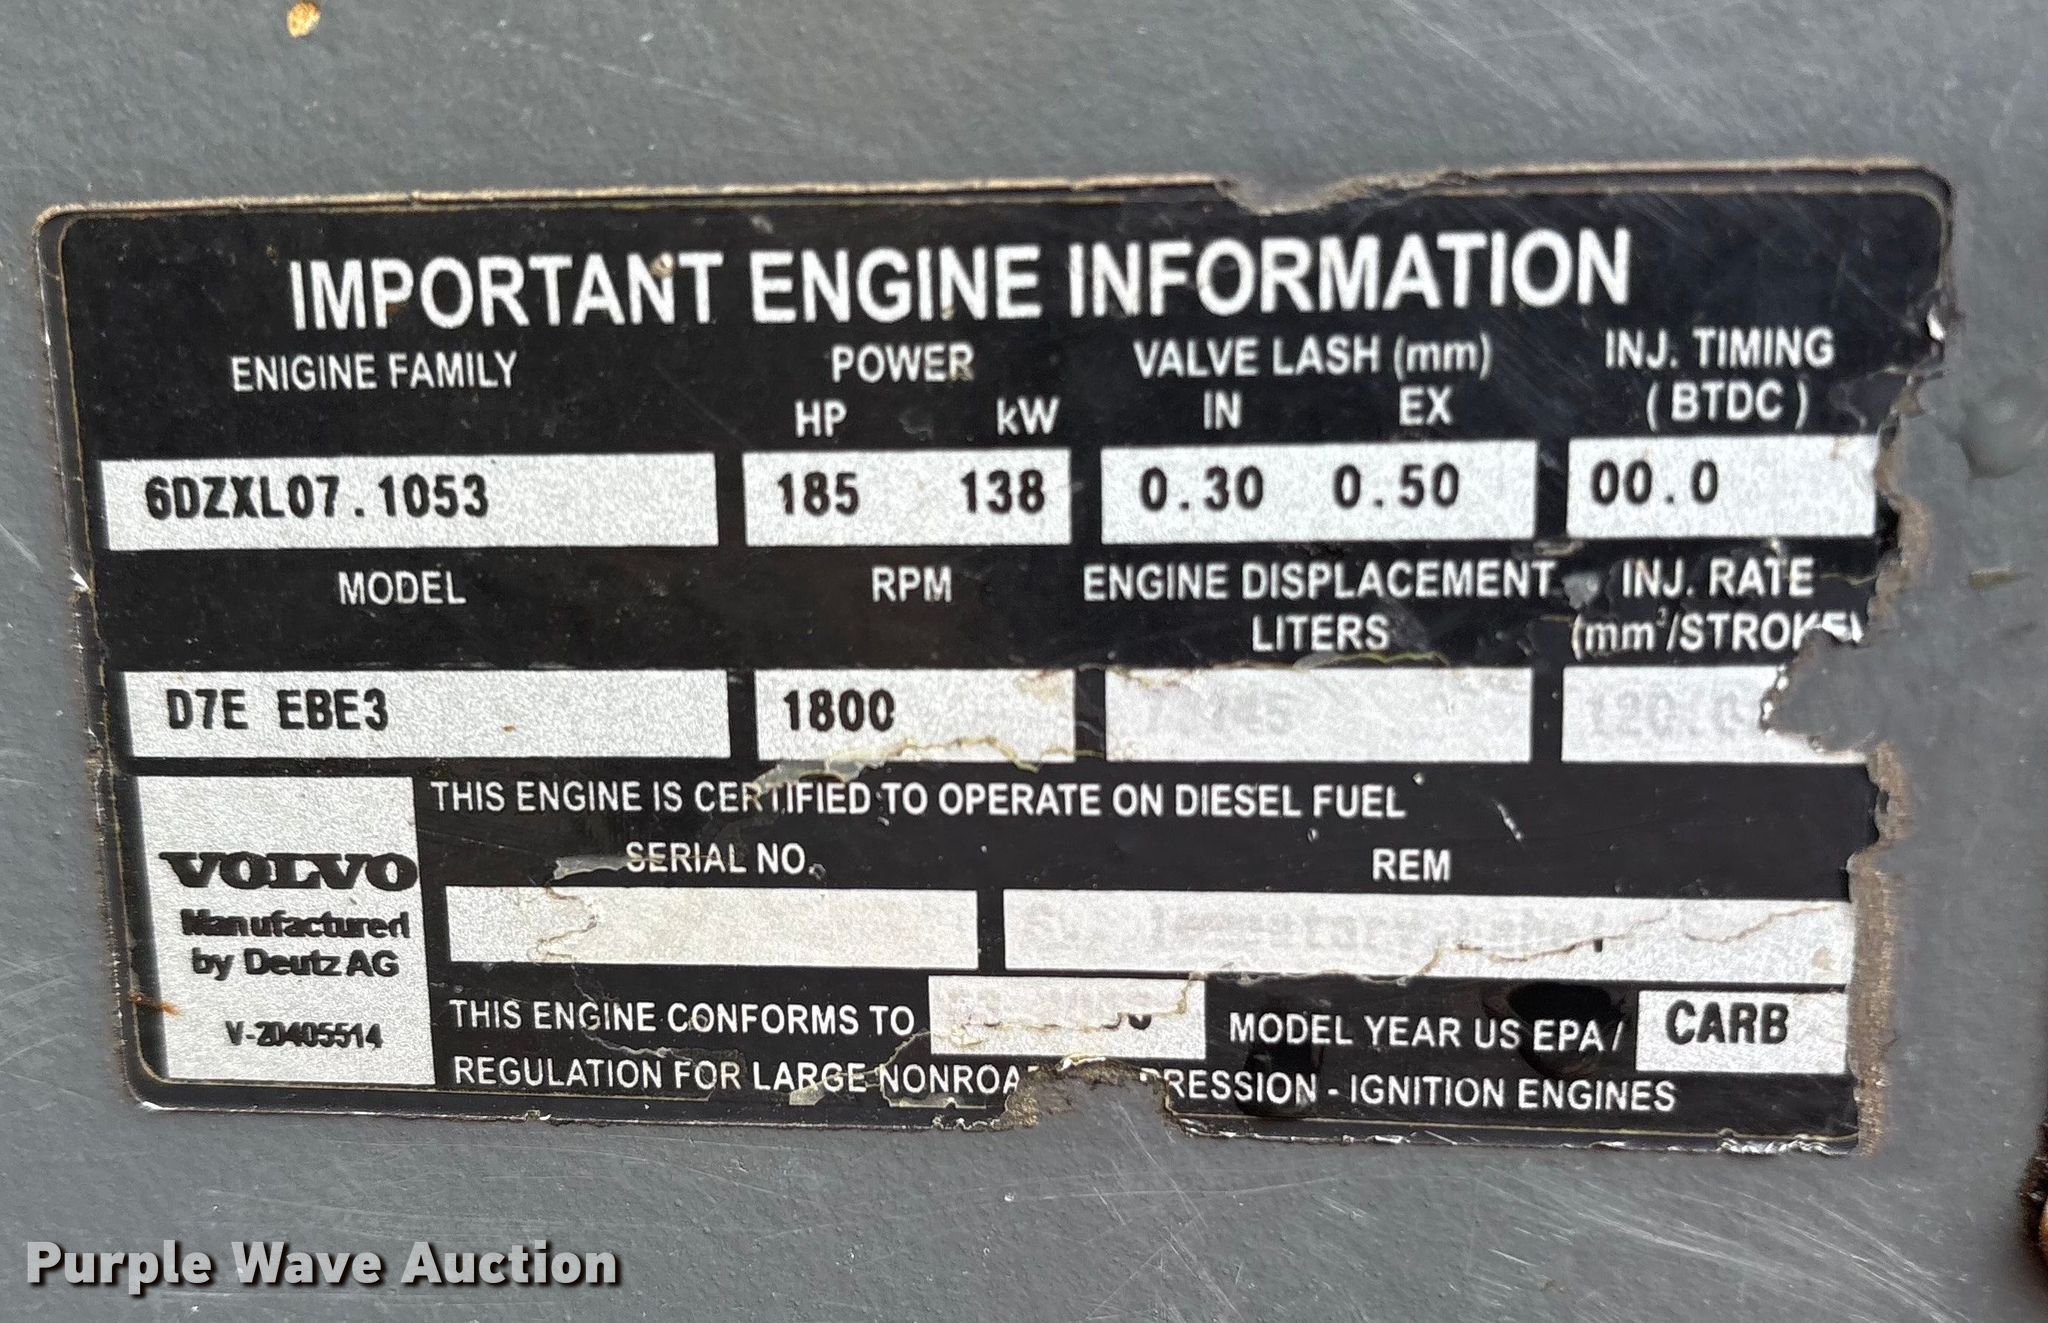 IMPORTANT ENGINE INFORMATION
ENIGINE FAMILY POWER VALVE LASH (mm) INJ. TIMING
HP kW IN EX (BTDC)
6DZXL07.1053 185 138 0.30 0.50 00.0
MODEL RPM ENGINE DISPLACEMENT INJ. RATE
LITERS (mm³/STROKE)
D7E EBE3 1800
THIS ENGINE IS CERTIFIED TO OPERATE ON DIESEL FUEL
SERIAL NO. REM
VOLVO
Manufactured
by Deutz AG
V-20405514
THIS ENGINE CONFORMS TO MODEL YEAR US EPA / CARB
REGULATION FOR LARGE IGNITION ENGINES
Purple Wave Auction